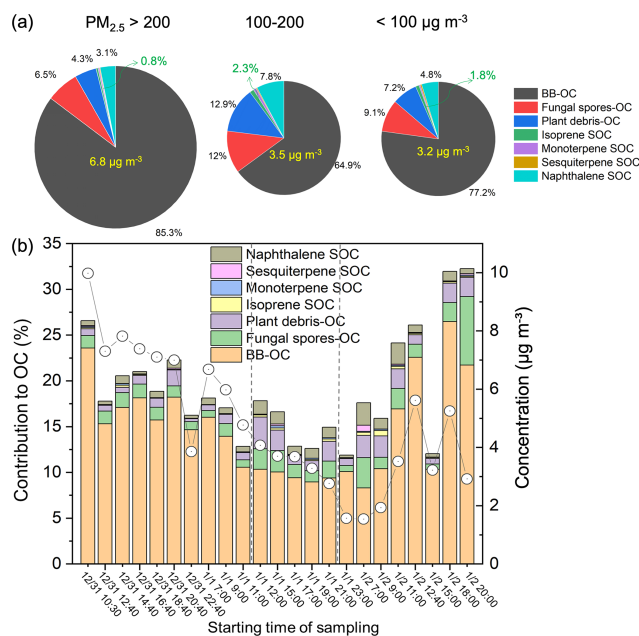 (a)
PM2.5 > 200
100-200
< 100 µg m-3
6.5%
4.3%
3.1%
0.8%
6.8 µg m-3
85.3%
2.3%
7.8%
12.9%
12%
3.5 µg m-3
64.9%
7.2%
4.8%
1.8%
9.1%
3.2 µg m-3
77.2%
BB-OC
Fungal spores-OC
Plant debris-OC
Isoprene SOC
Monoterpene SOC
Sesquiterpene SOC
Naphthalene SOC
(b)
Naphthalene SOC
Sesquiterpene SOC
Monoterpene SOC
Isoprene SOC
Plant debris-OC
Fungal spores-OC
BB-OC
Contribution to OC (%)
35
30
25
20
15
10
5
0
Concentration (µg m-3)
10
8
6
4
2
0
12/31 10:30
12/31 12:40
12/31 14:40
12/31 16:40
12/31 18:40
12/31 20:40
12/31 22:40
1/1 7:00
1/1 9:00
1/1 11:00
1/1 12:00
1/1 15:00
1/1 17:00
1/1 19:00
1/1 21:00
1/1 23:00
1/2 7:00
1/2 9:00
1/2 11:00
1/2 12:40
1/2 15:00
1/2 18:00
1/2 20:00
Starting time of sampling